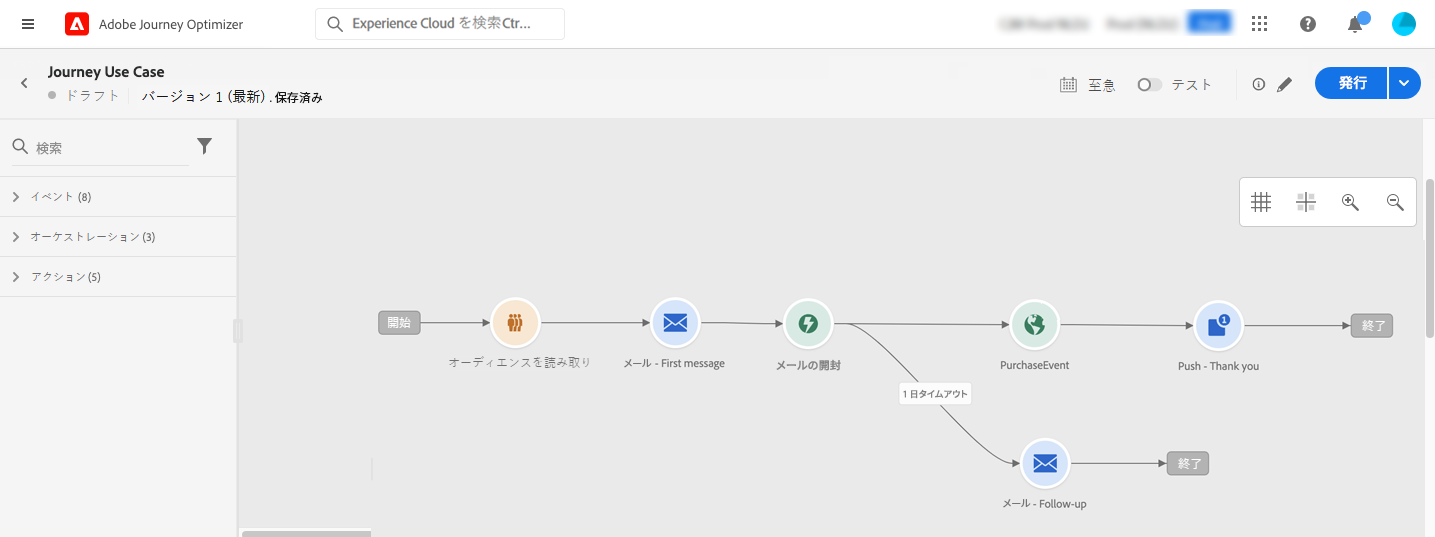 Adobe Journey Optimizer
Experience Cloud を検索Ctr...
Journey Use Case
ドラフト
バージョン 1 (最新) . 保存済み
至急
テスト
発行
検索
イベント (8)
オーケストレーション (3)
アクション (5)
開始
オーディエンスを読み取り
メール - First message
メールの開封
PurchaseEvent
1
Push - Thank you
終了
1 日タイムアウト
メール - Follow-up
終了